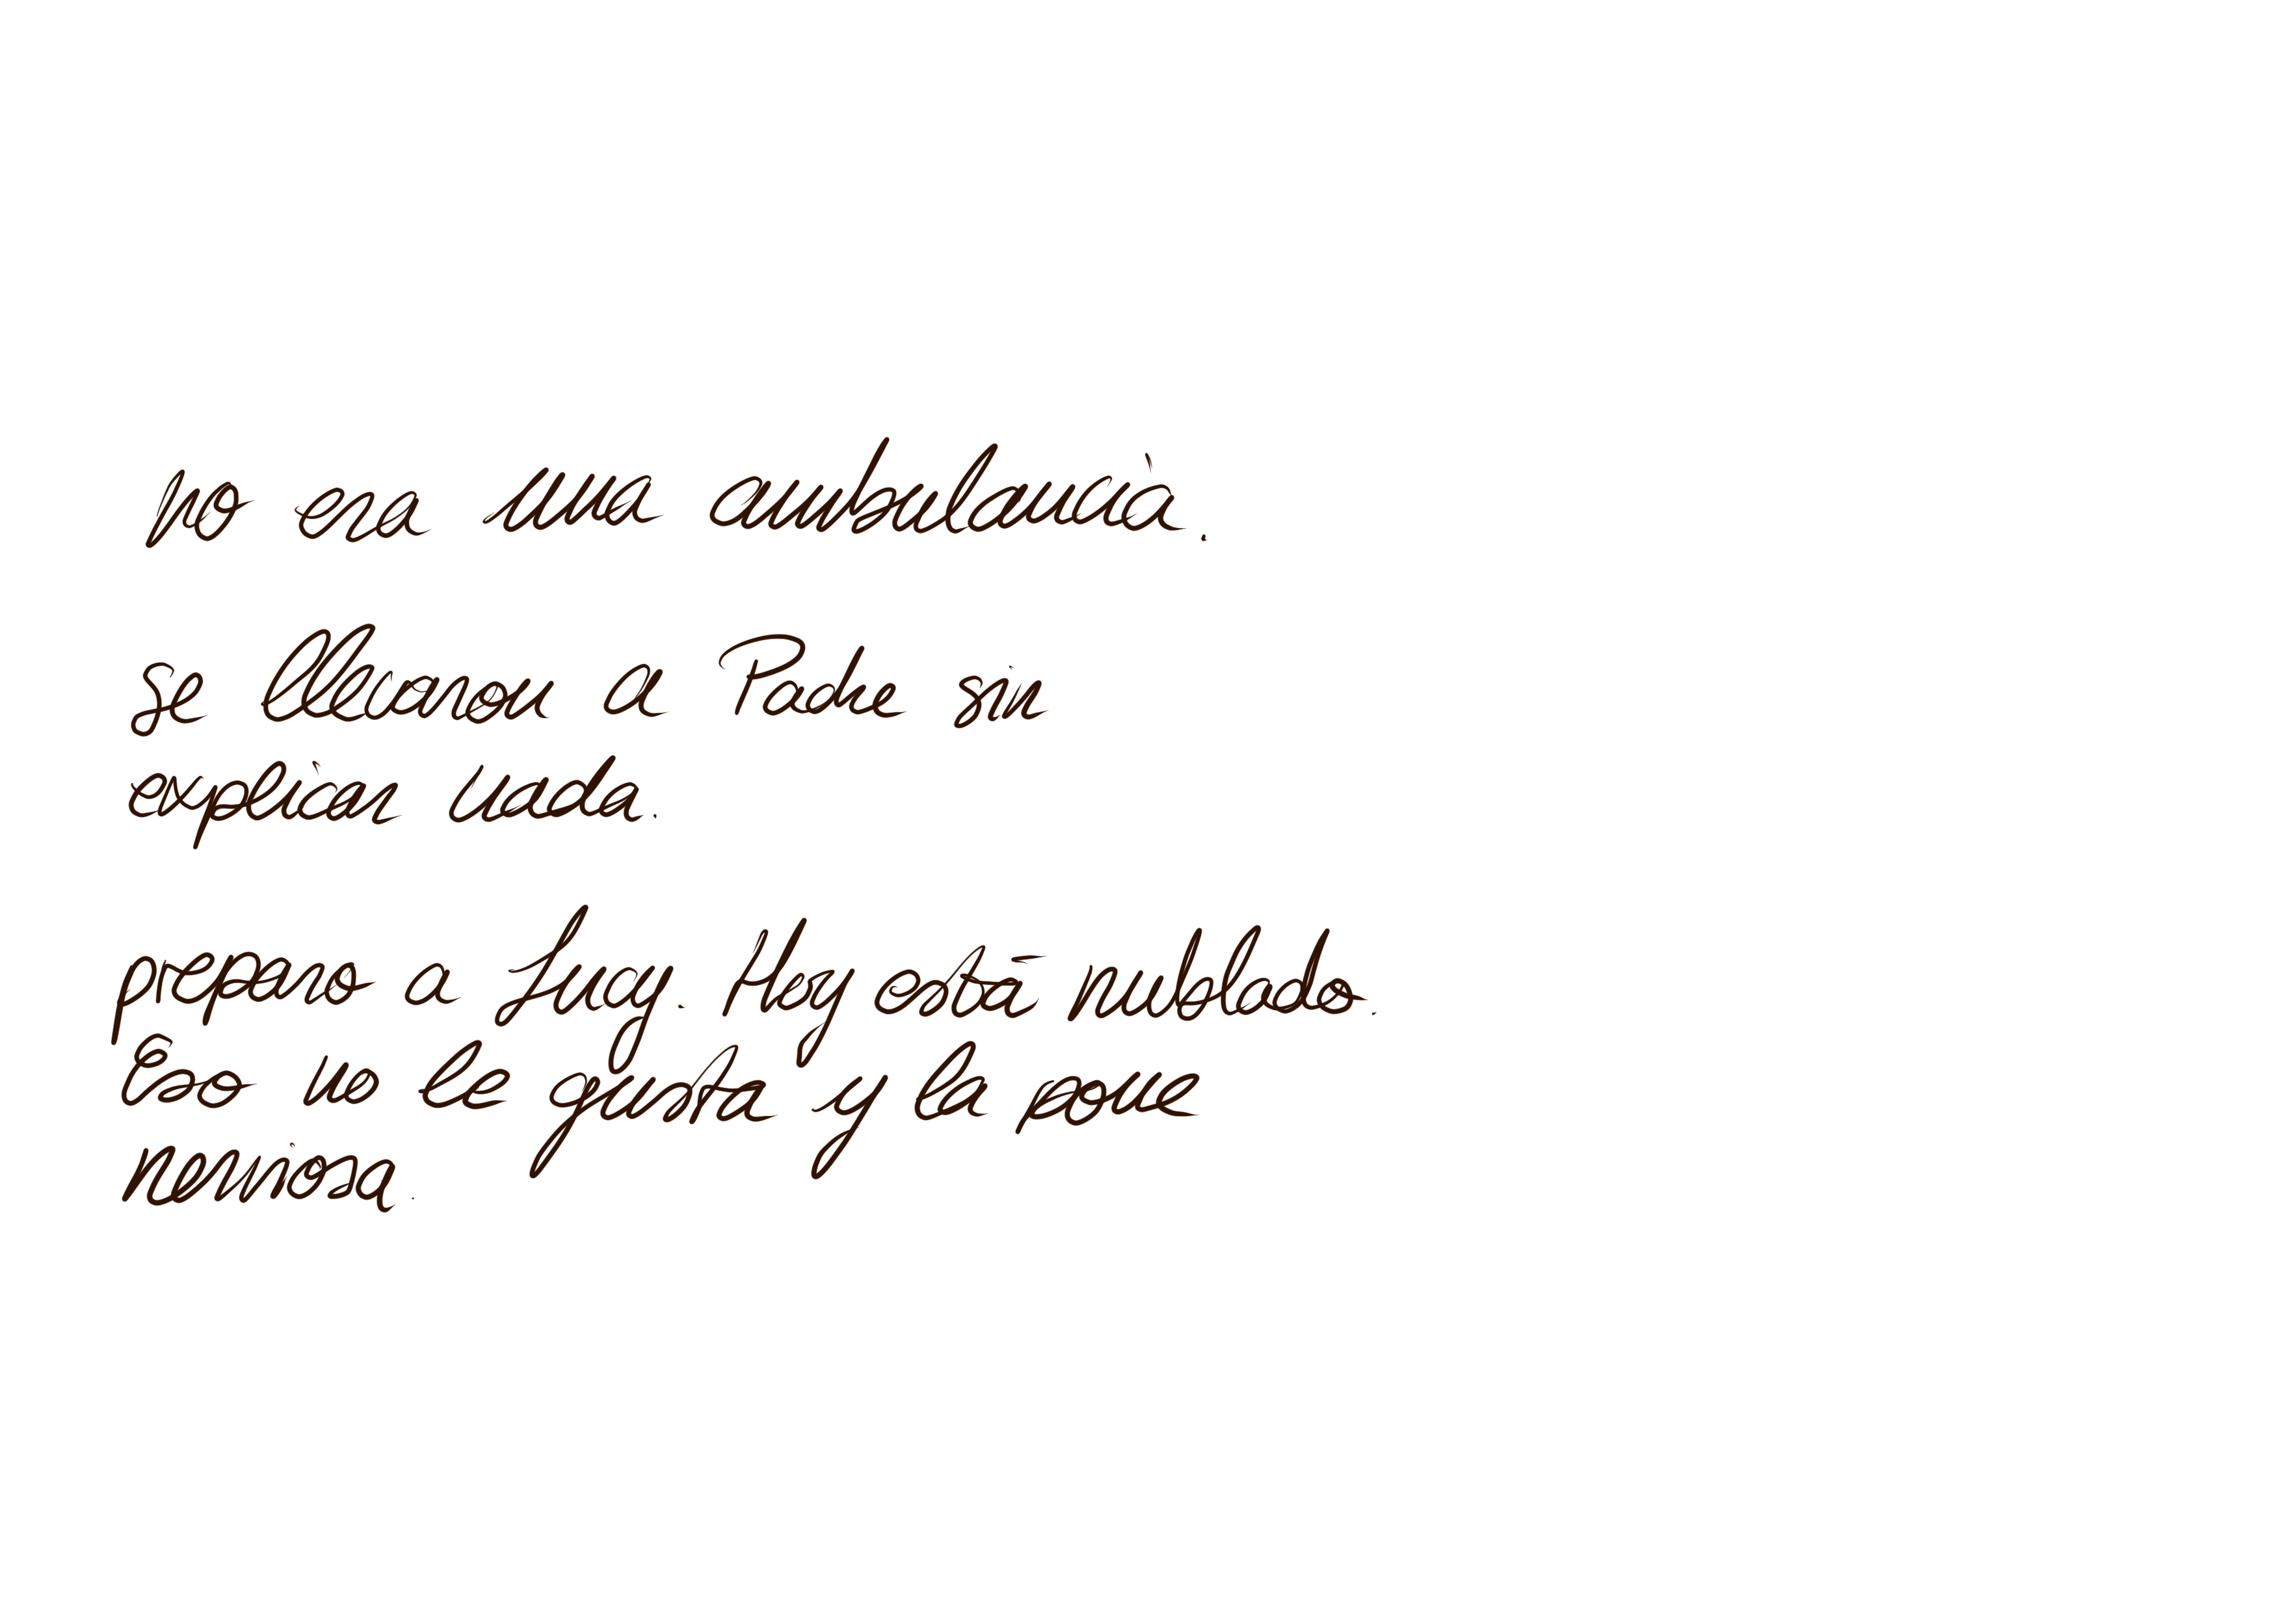 no era una ambulancia.
se llevaron a Padre sin
explicar nada.
preparo a Lucy. Hoy está nublado.
Eso no le gusta y la pone
nerviosa.